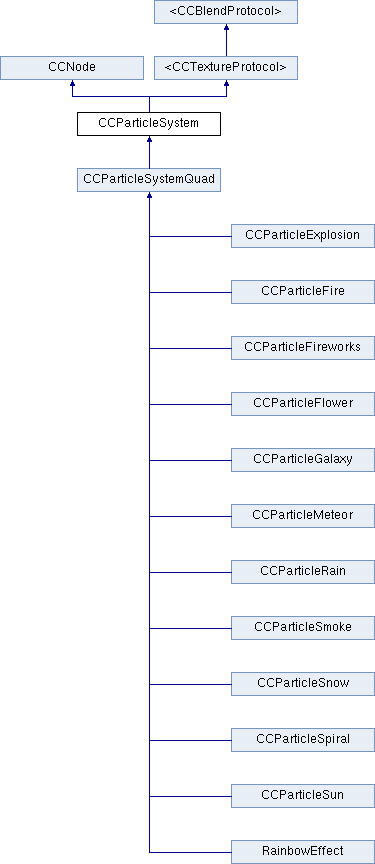 <CCBlendProtocol>
CCNode
<CCTextureProtocol>
CCParticleSystem
CCParticleSystemQuad
CCParticleExplosion
CCParticleFire
CCParticleFireworks
CCParticleFlower
CCParticleGalaxy
CCParticleMeteor
CCParticleRain
CCParticleSmoke
CCParticleSnow
CCParticleSpiral
CCParticleSun
RainbowEffect